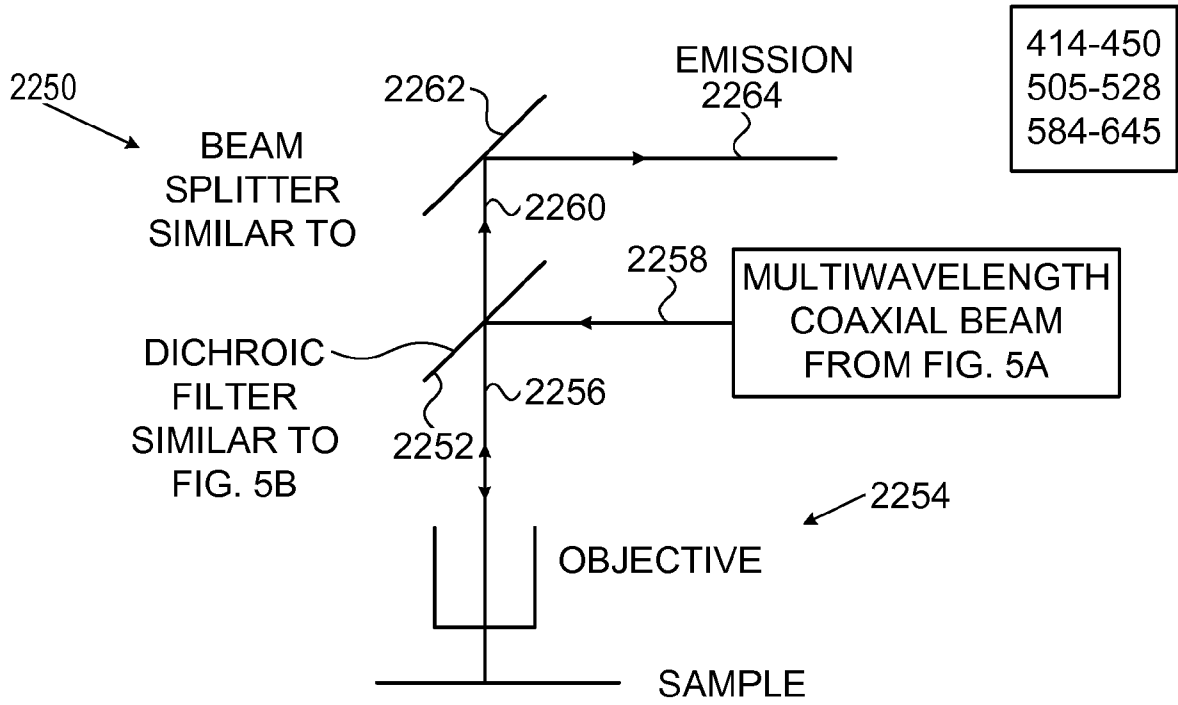 2250
BEAM
SPLITTER
SIMILAR TO
2262
EMISSION
2264
414-450
505-528
584-645
2260
2258
MULTIWAVELENGTH
COAXIAL BEAM
FROM FIG. 5A
DICHROIC
FILTER
SIMILAR TO
FIG. 5B
2252
2256
2254
OBJECTIVE
SAMPLE